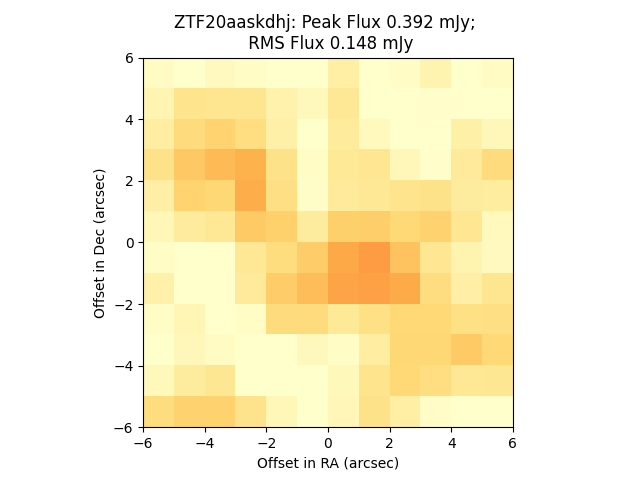 ZTF20aaskdhj: Peak Flux 0.392 mJy;
RMS Flux 0.148 mJy
6
4
2
0
−2
−4
−6
Offset in Dec (arcsec)
−6 −4 −2 0 2 4 6
Offset in RA (arcsec)